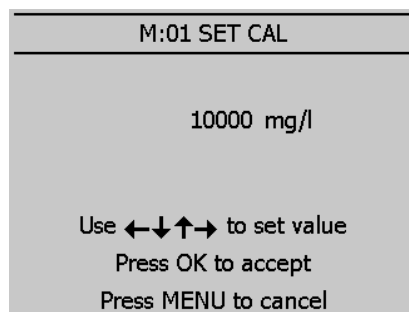 M:01 SET CAL
10000 mg/l
Use ←↓↑→ to set value
Press OK to accept
Press MENU to cancel